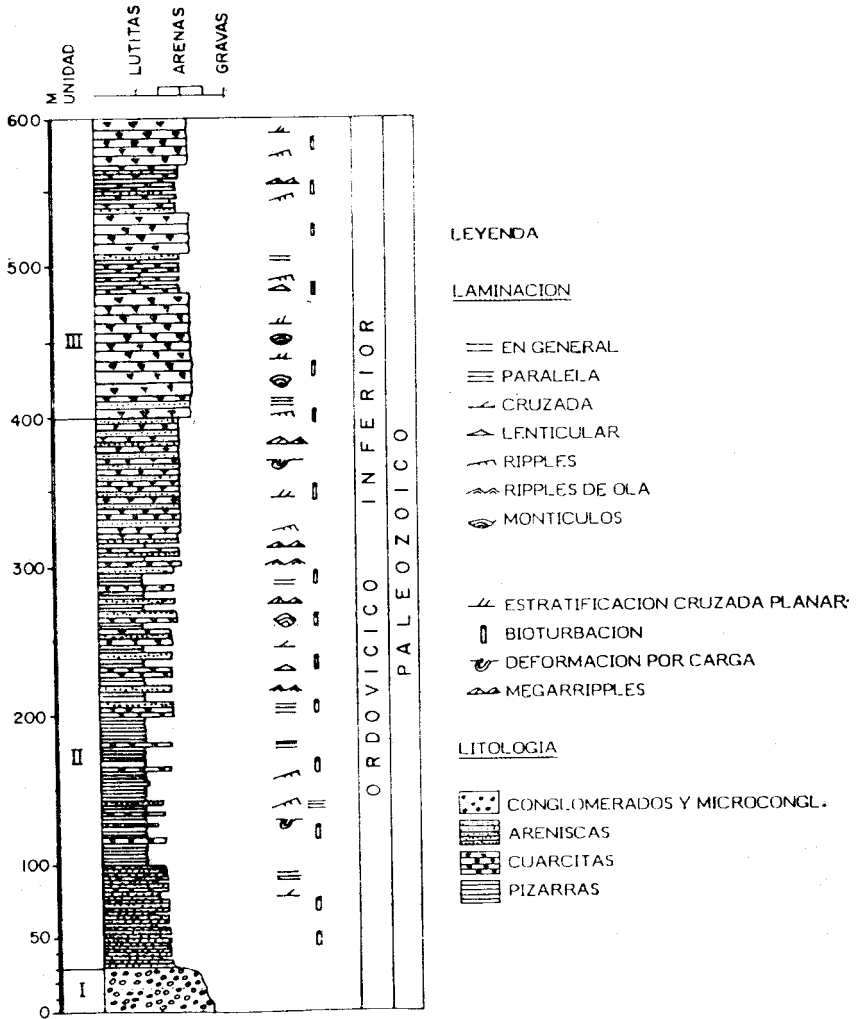 M
UNIDAD
LUTITAS
ARENAS
GRAVAS
600
500
400
300
200
100
50
0
III
II
I
ORDOVICICO INFERIOR
PALEOZOICO
LEYENDA
LAMINACION
EN GENERAL
PARALELA
CRUZADA
LENTICULAR
RIPPLES
RIPPLES DE OLA
MONTICULOS
ESTRATIFICACION CRUZADA PLANAR
BIOTURBACION
DEFORMACION POR CARGA
MEGARRIPPLES
LITOLOGIA
CONGLOMERADOS Y MICROCONGL.
ARENISCAS
CUARCITAS
PIZARRAS